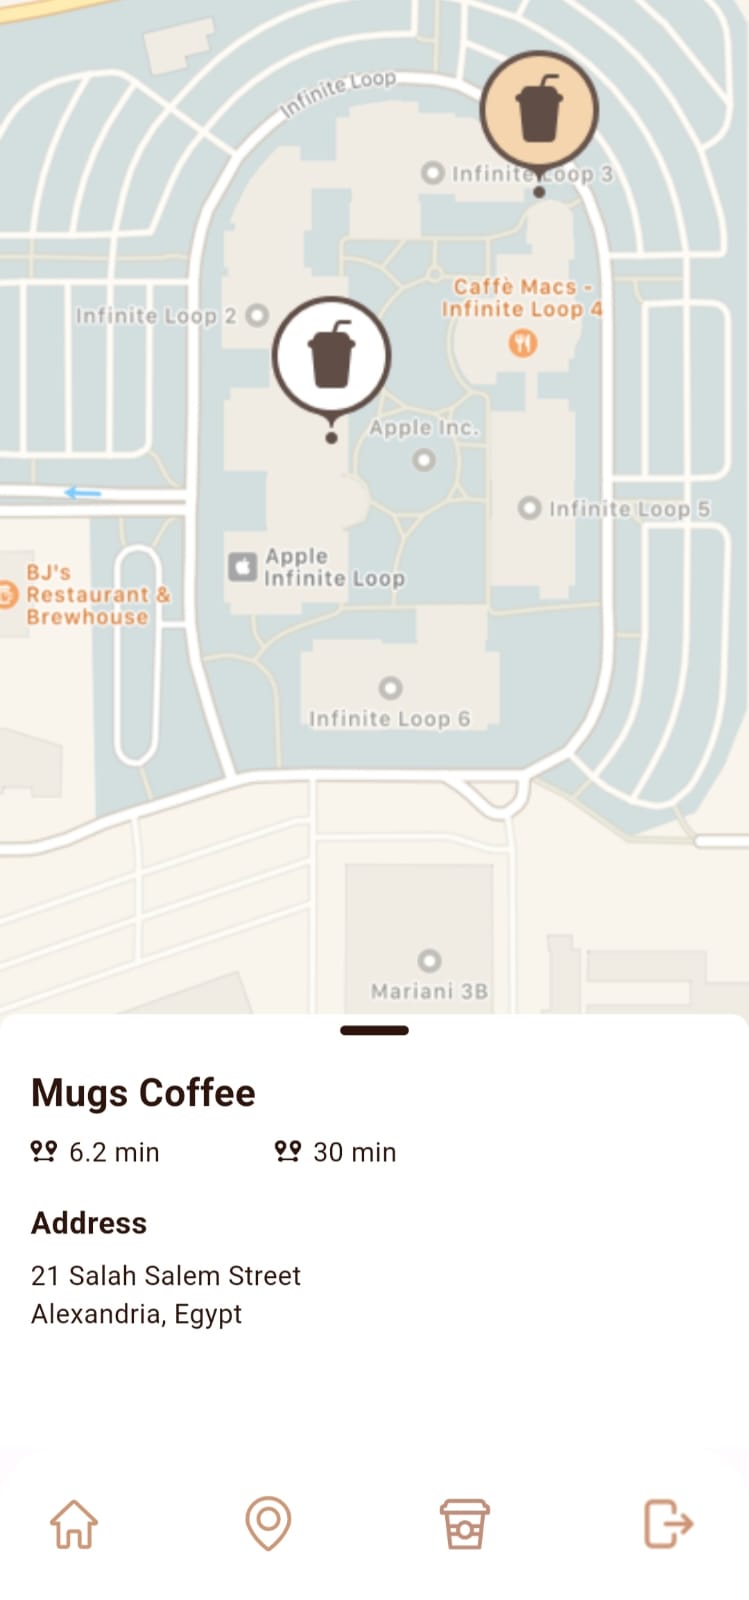 Infinite Loop
Infinite Loop 3
Caffè Macs -
Infinite Loop 4
Infinite Loop 2
Apple Inc.
Infinite Loop 5
Apple
Infinite Loop
BJ's
Restaurant &
Brewhouse
Infinite Loop 6
Mariani 3B
Mugs Coffee
6.2 min
30 min
Address
21 Salah Salem Street
Alexandria, Egypt